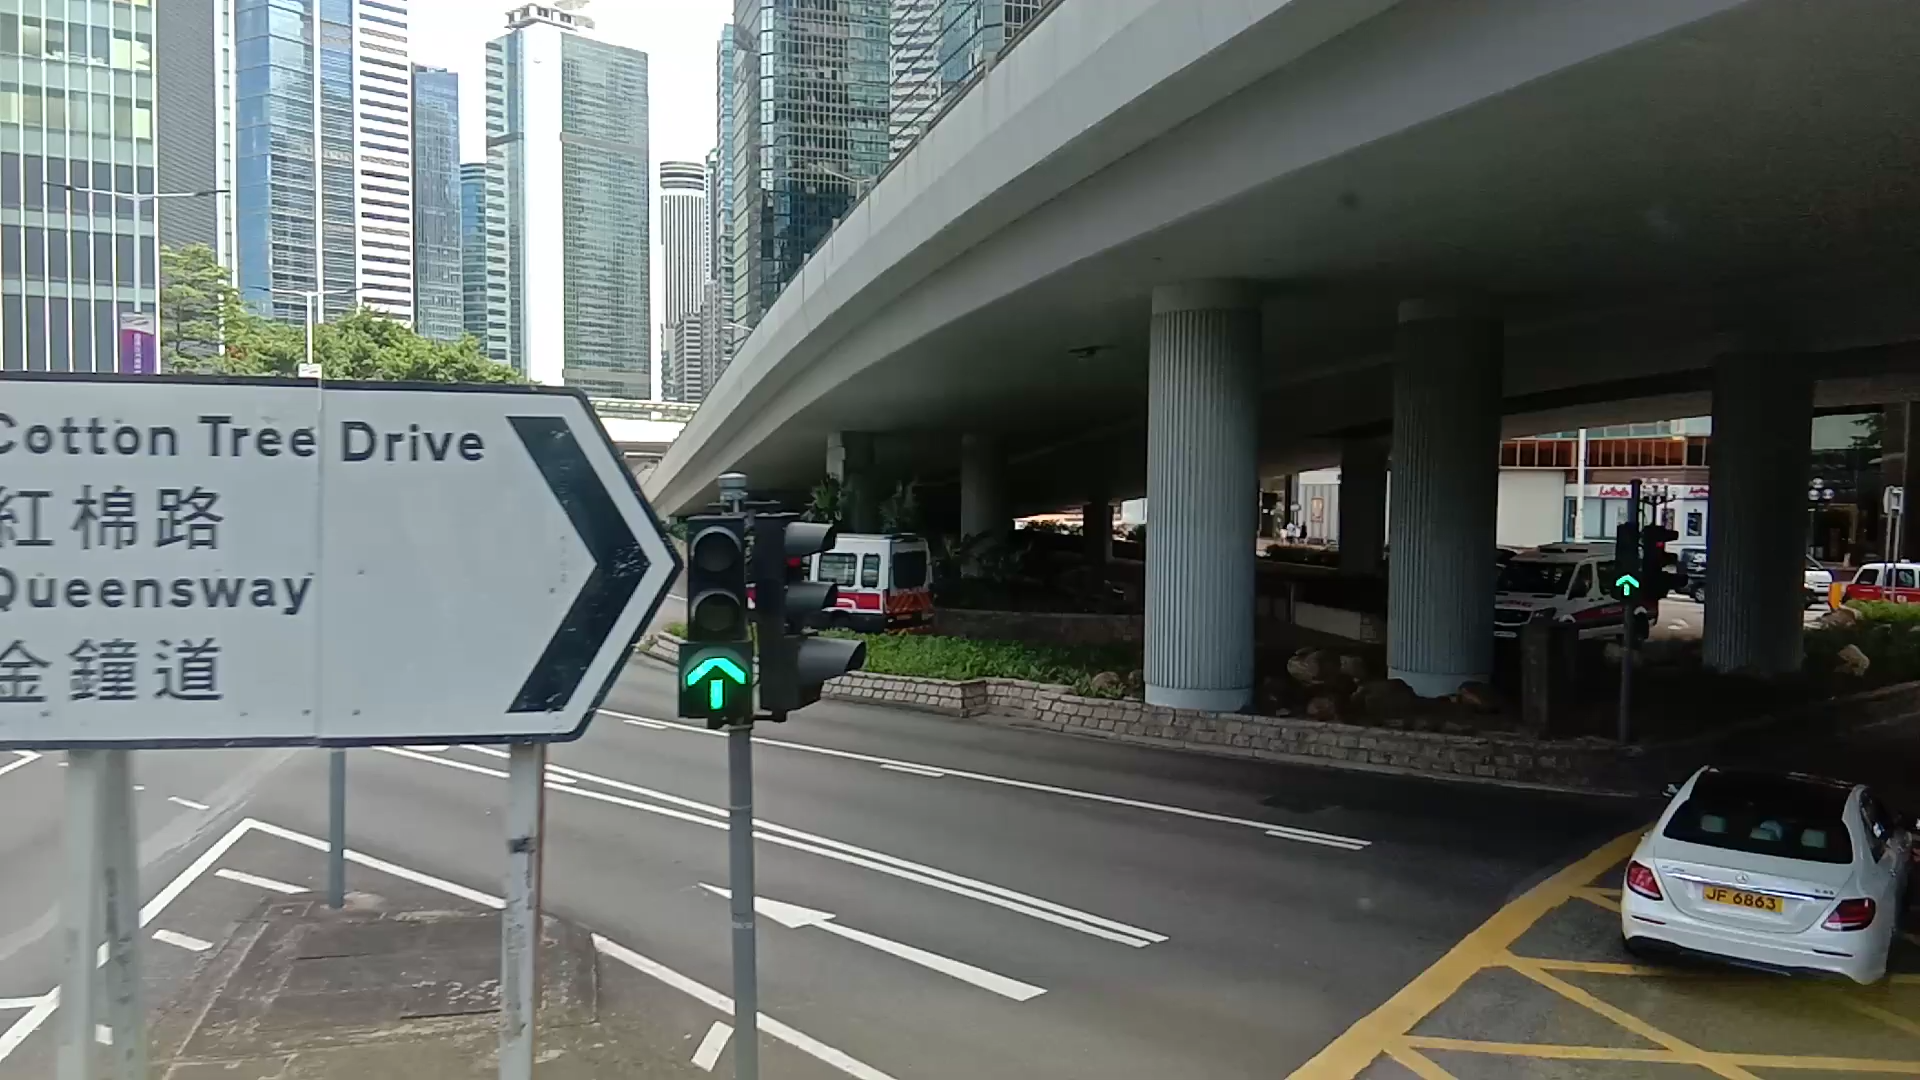 Cotton Tree Drive
紅棉路
Queensway
金鐘道
JF 6863